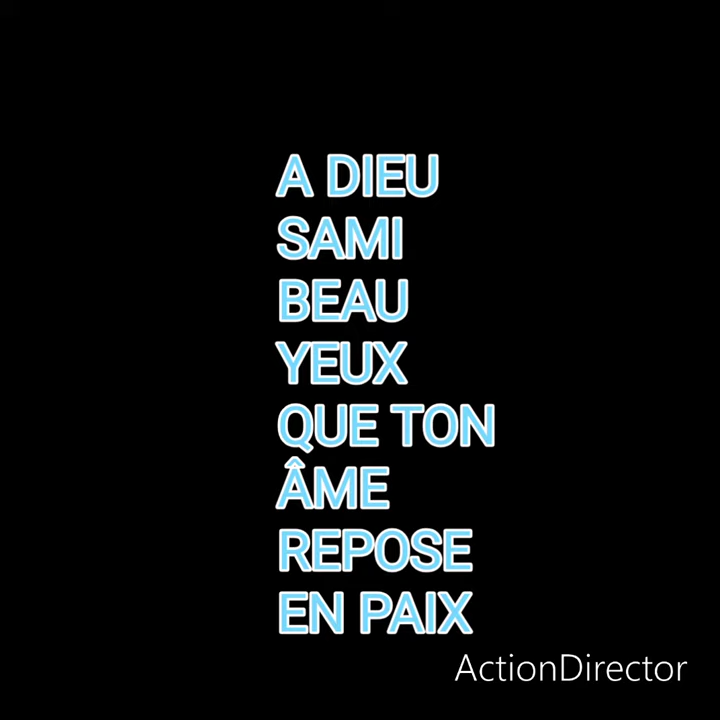 A DIEU
SAMI
BEAU
YEUX
QUE TON
ÂME
REPOSE
EN PAIX
ActionDirector